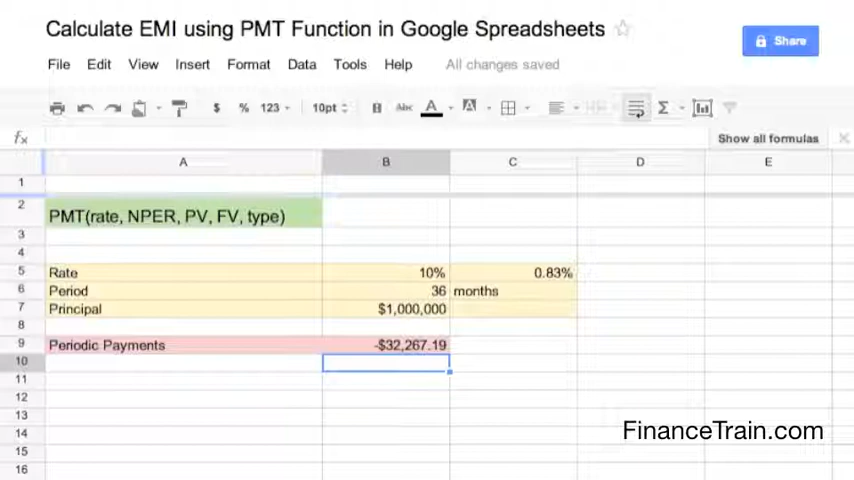 Calculate EMI using PMT Function in Google Spreadsheets
Share
File Edit View Insert Format Data Tools Help All changes saved
$ % 123 10pt B Abc A A Σ
fx Show all formulas
A B C D E
1
2 PMT(rate, NPER, PV, FV, type)
3
4
5 Rate 10% 0.83%
6 Period 36 months
7 Principal $1,000,000
8
9 Periodic Payments -$32,267.19
10
11
12
13
14
15
16
FinanceTrain.com